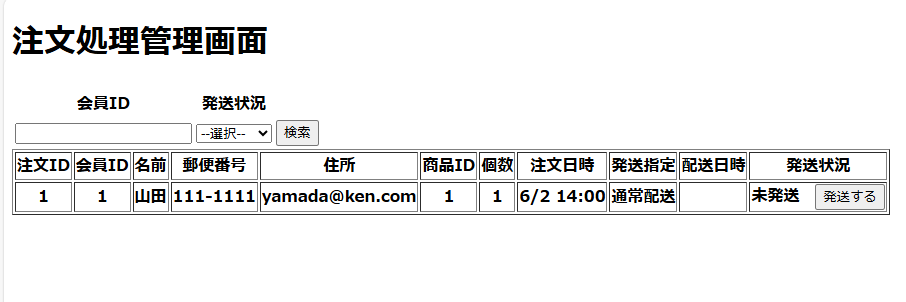 注文処理管理画面
会員ID 発送状況
--選択-- 検索
注文ID 会員ID 名前 郵便番号 住所 商品ID 個数 注文日時 発送指定 配送日時 発送状況
1 1 山田 111-1111 yamada@ken.com 1 1 6/2 14:00 通常配送 未発送 発送する